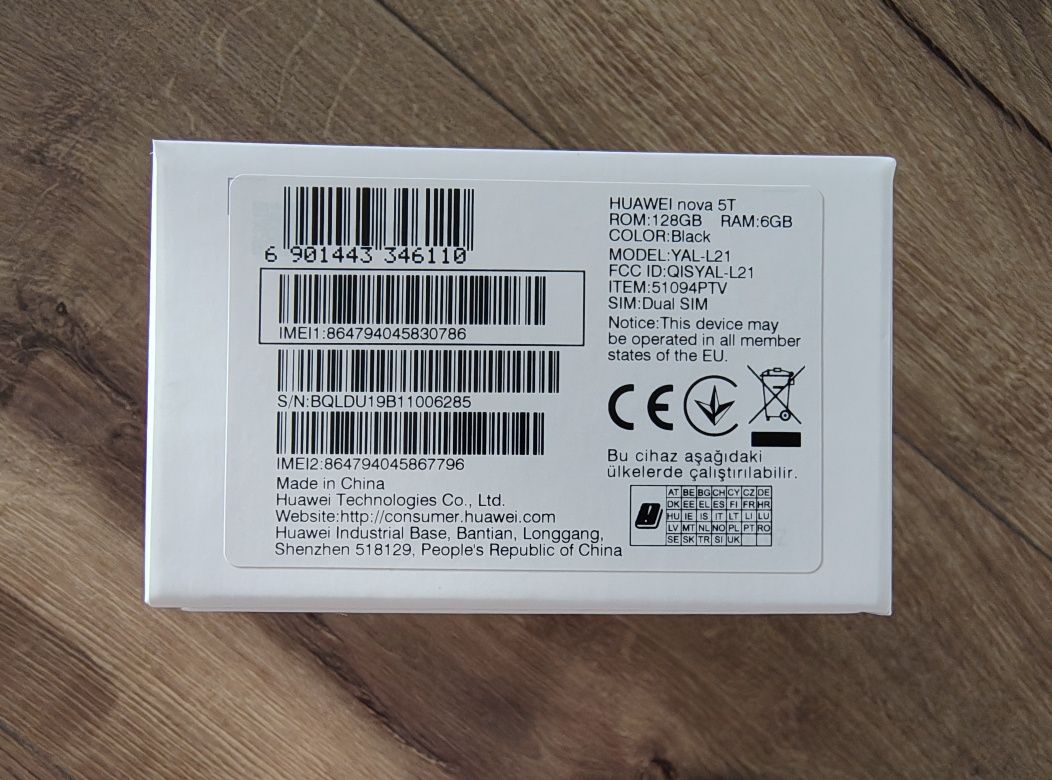 6 901443 346110
IMEI1:864794045830786
S/N:BQLDU19B11006285
IMEI2:864794045867796
Made in China
Huawei Technologies Co., Ltd.
Website:http://consumer.huawei.com
Huawei Industrial Base, Bantian, Longgang,
Shenzhen 518129, People's Republic of China
HUAWEI nova 5T
ROM:128GB RAM:6GB
COLOR:Black
MODEL:YAL-L21
FCC ID:QISYAL-L21
ITEM:51094PTV
SIM:Dual SIM
Notice:This device may
be operated in all member
states of the EU.
CE
Bu cihaz aşağıdaki
ülkelerde çalıştırılabilir.
AT BE BG CH CY CZ DE
DK EE EL ES FI FR HR
HU IE IS IT LT LI LU
LV MT NL NO PL PT RO
SE SK TR SI UK